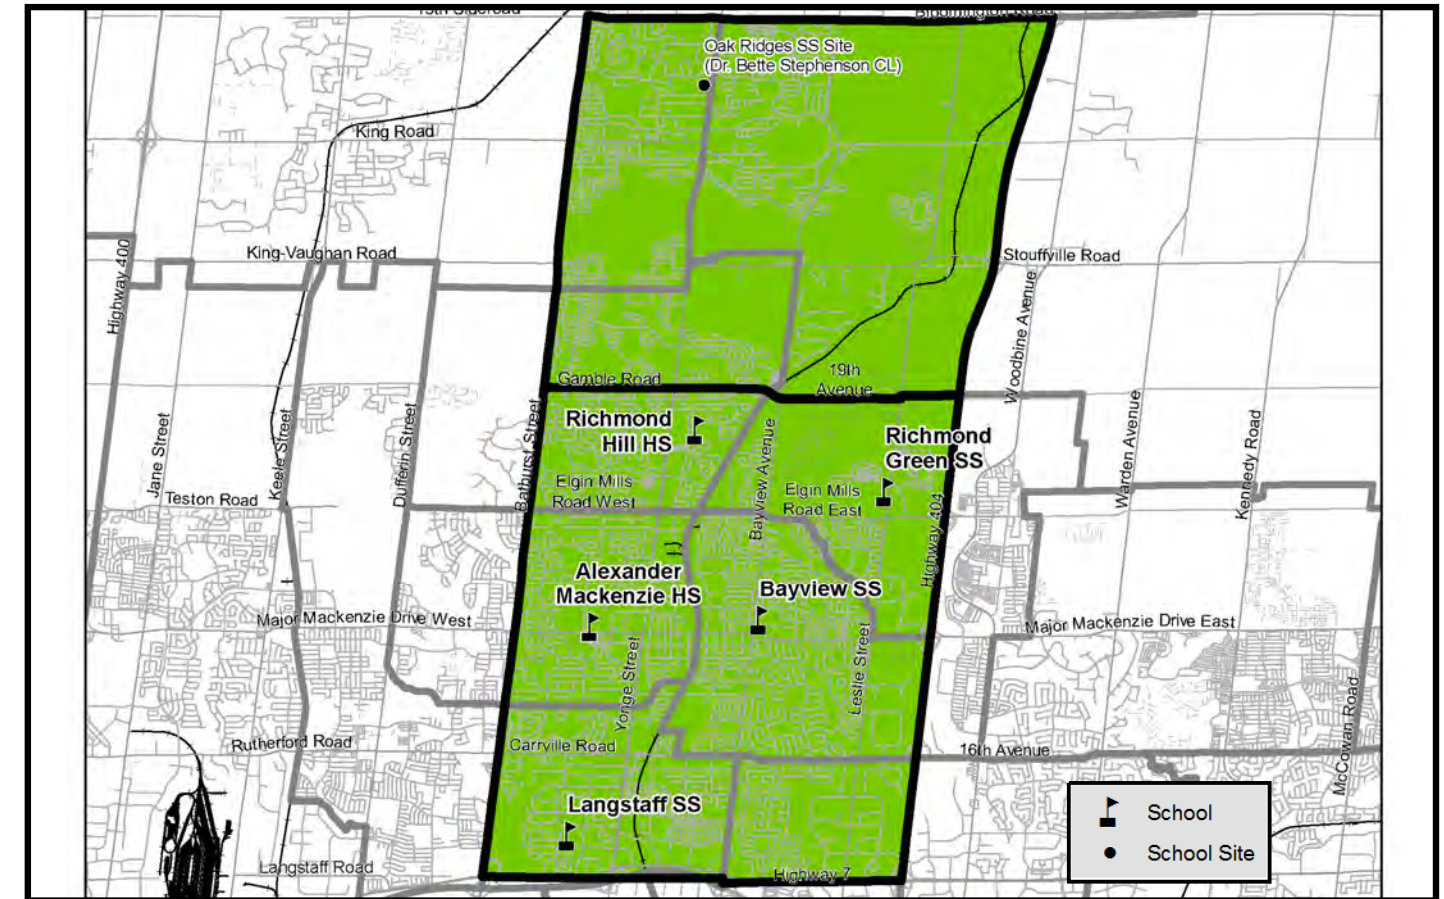 15th Sideroad
Bloomington Road
Oak Ridges SS Site
(Dr. Bette Stephenson CL)
King Road
King-Vaughan Road
Stouffville Road
Highway 400
Woodbine Avenue
Gamble Road
19th
Avenue
Richmond
Hill HS
Richmond
Green SS
Jane Street
Keele Street
Dufferin Street
Bathurst Street
Bayview Avenue
Warden Avenue
Kennedy Road
Teston Road
Elgin Mills
Road West
Elgin Mills
Road East
Highway 404
Alexander
Mackenzie HS
Bayview SS
Major Mackenzie Drive West
Major Mackenzie Drive East
Yonge Street
Leslie Street
McCowan Road
Rutherford Road
Carrville Road
16th Avenue
Langstaff SS
Langstaff Road
Highway 7
School
School Site